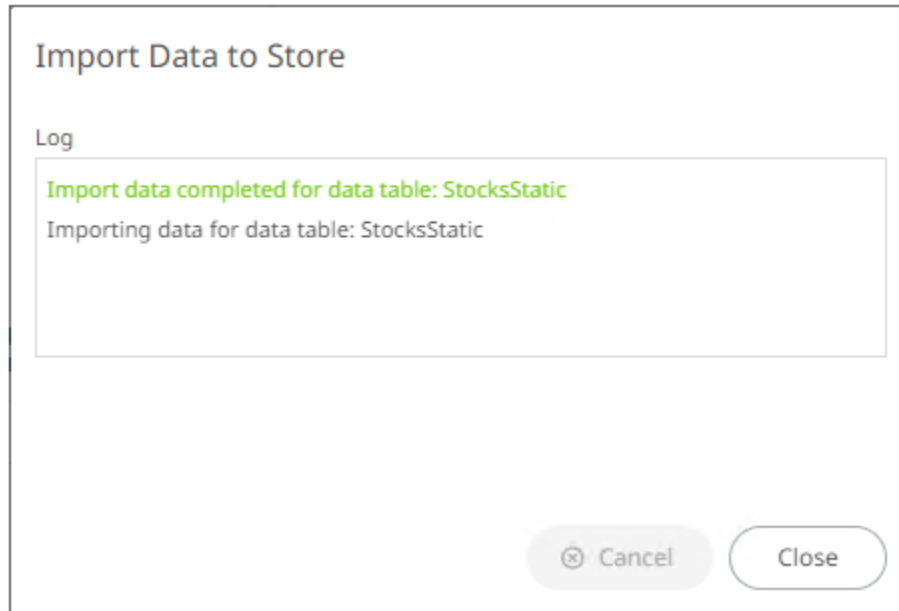 Import Data to Store
Log
Import data completed for data table: StocksStatic
Importing data for data table: StocksStatic
Cancel
Close